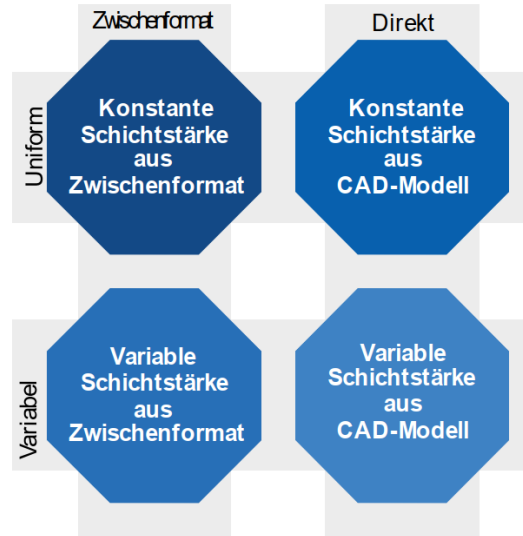 Zwischenformat
Direkt
Uniform
Konstante
Schichtstärke
aus
Zwischenformat
Konstante
Schichtstärke
aus
CAD-Modell
Variabel
Variable
Schichtstärke
aus
Zwischenformat
Variable
Schichtstärke
aus
CAD-Modell